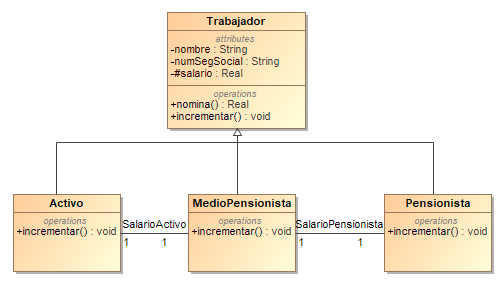 Trabajador
attributes
-nombre : String
-numSegSocial : String
-#salario : Real
operations
+nomina() : Real
+incrementar() : void
Activo
operations
+incrementar() : void
SalarioActivo
1 1
MedioPensionista
operations
+incrementar() : void
SalarioPensionista
1 1
Pensionista
operations
+incrementar() : void